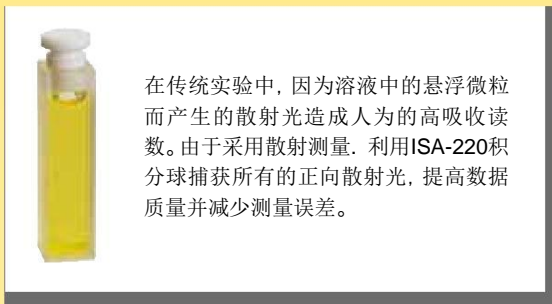 在传统实验中, 因为溶液中的悬浮微粒
而产生的散射光造成人为的高吸收读
数。由于采用散射测量. 利用ISA-220积
分球捕获所有的正向散射光, 提高数据
质量并减少测量误差。